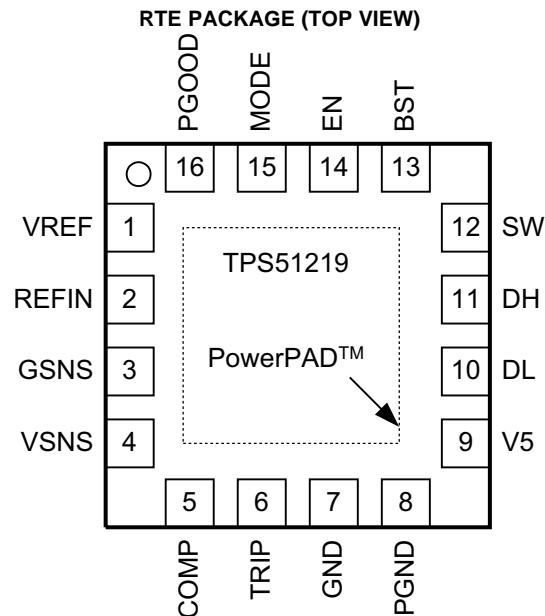 RTE PACKAGE (TOP VIEW)
PGOOD
MODE
EN
BST
16
15
14
13
VREF 1
REFIN 2
GSNS 3
VSNS 4
TPS51219
PowerPAD™
12 SW
11 DH
10 DL
9 V5
5
6
7
8
COMP
TRIP
GND
PGND